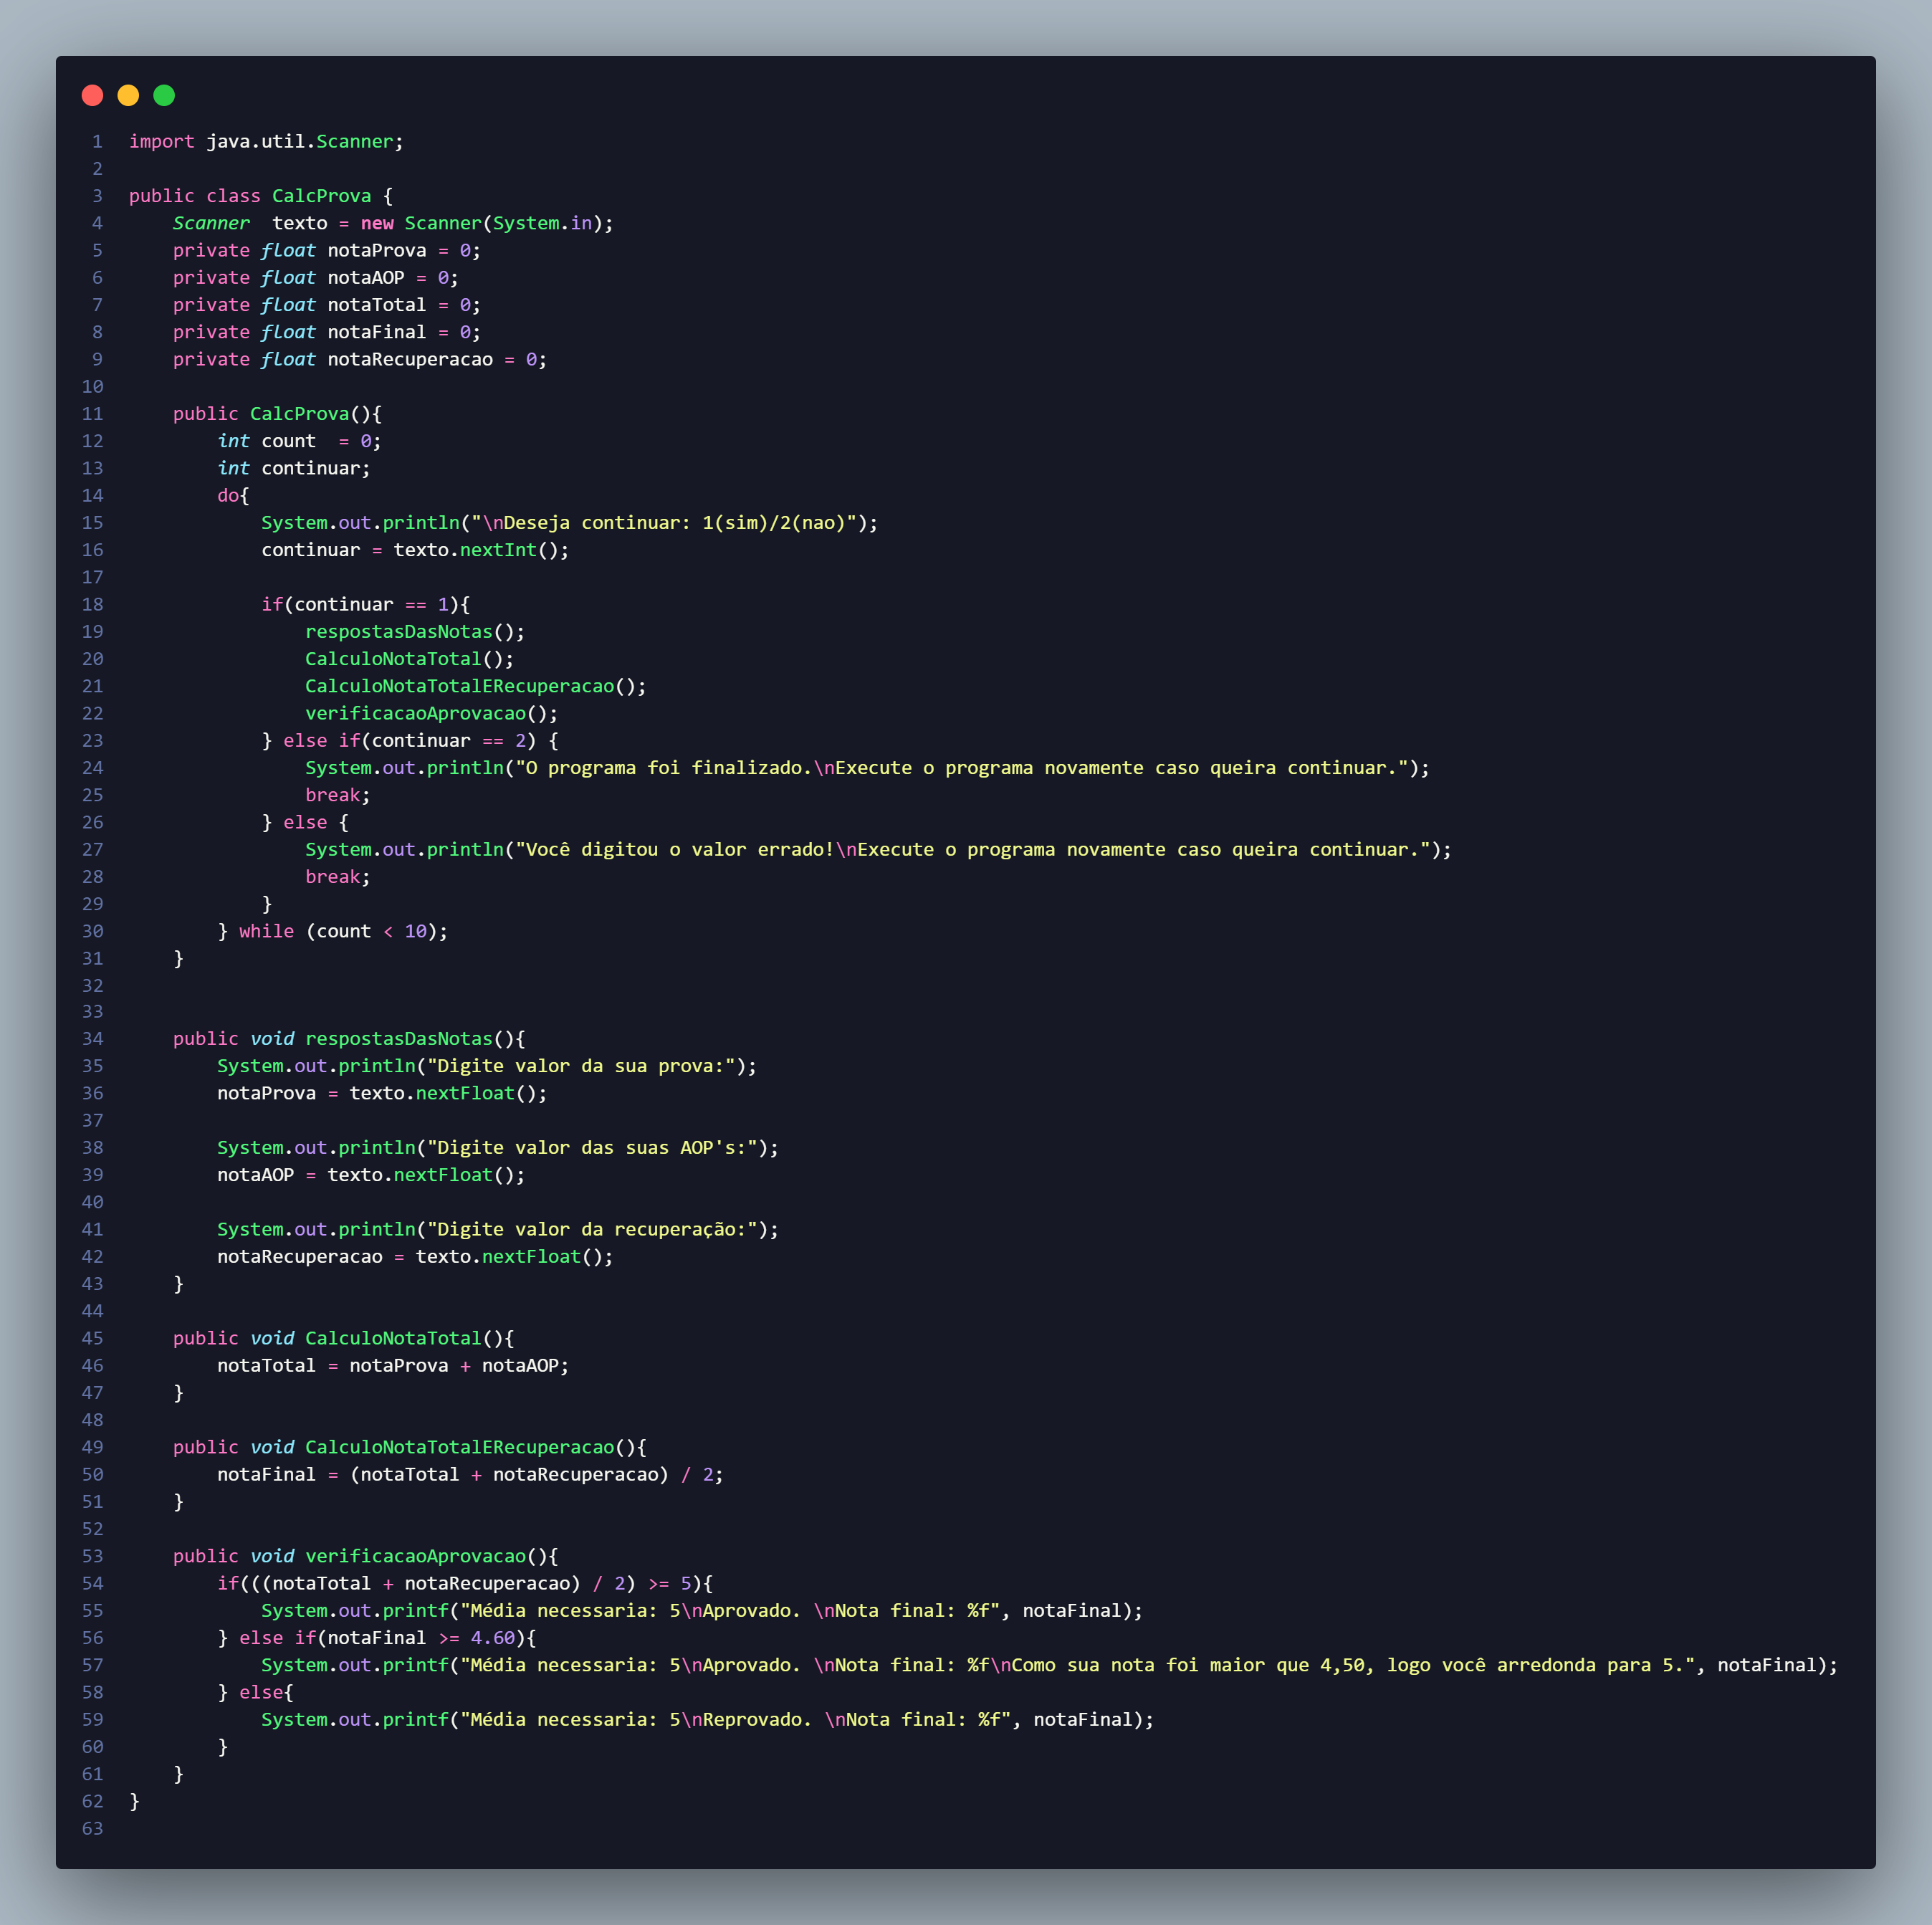 1 import java.util.Scanner;
2
3 public class CalcProva {
4     Scanner  texto = new Scanner(System.in);
5     private float notaProva = 0;
6     private float notaAOP = 0;
7     private float notaTotal = 0;
8     private float notaFinal = 0;
9     private float notaRecuperacao = 0;
10
11     public CalcProva(){
12         int count  = 0;
13         int continuar;
14         do{
15             System.out.println("\nDeseja continuar: 1(sim)/2(nao)");
16             continuar = texto.nextInt();
17
18             if(continuar == 1){
19                 respostasDasNotas();
20                 CalculoNotaTotal();
21                 CalculoNotaTotalERecuperacao();
22                 verificacaoAprovacao();
23             } else if(continuar == 2) {
24                 System.out.println("O programa foi finalizado.\nExecute o programa novamente caso queira continuar.");
25                 break;
26             } else {
27                 System.out.println("Você digitou o valor errado!\nExecute o programa novamente caso queira continuar.");
28                 break;
29             }
30         } while (count < 10);
31     }
32
33
34     public void respostasDasNotas(){
35         System.out.println("Digite valor da sua prova:");
36         notaProva = texto.nextFloat();
37
38         System.out.println("Digite valor das suas AOP's:");
39         notaAOP = texto.nextFloat();
40
41         System.out.println("Digite valor da recuperação:");
42         notaRecuperacao = texto.nextFloat();
43     }
44
45     public void CalculoNotaTotal(){
46         notaTotal = notaProva + notaAOP;
47     }
48
49     public void CalculoNotaTotalERecuperacao(){
50         notaFinal = (notaTotal + notaRecuperacao) / 2;
51     }
52
53     public void verificacaoAprovacao(){
54         if(((notaTotal + notaRecuperacao) / 2) >= 5){
55             System.out.printf("Média necessaria: 5\nAprovado. \nNota final: %f", notaFinal);
56         } else if(notaFinal >= 4.60){
57             System.out.printf("Média necessaria: 5\nAprovado. \nNota final: %f\nComo sua nota foi maior que 4,50, logo você arredonda para 5.", notaFinal);
58         } else{
59             System.out.printf("Média necessaria: 5\nReprovado. \nNota final: %f", notaFinal);
60         }
61     }
62 }
63